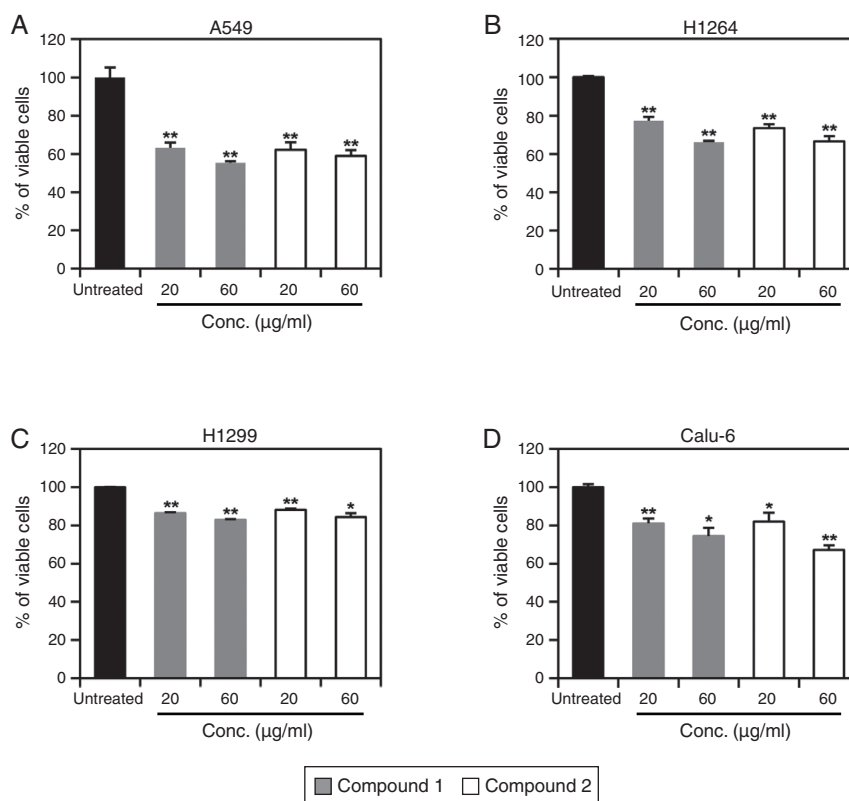 A
A549
120
100
80
60
40
20
0
% of viable cells
**
**
**
**
Untreated
20
60
20
60
Conc. (µg/ml)
B
H1264
120
100
80
60
40
20
0
% of viable cells
**
**
**
**
Untreated
20
60
20
60
Conc. (µg/ml)
C
H1299
120
100
80
60
40
20
0
% of viable cells
**
**
**
*
Untreated
20
60
20
60
Conc. (µg/ml)
D
Calu-6
120
100
80
60
40
20
0
% of viable cells
**
*
*
**
Untreated
20
60
20
60
Conc. (µg/ml)
Compound 1
Compound 2